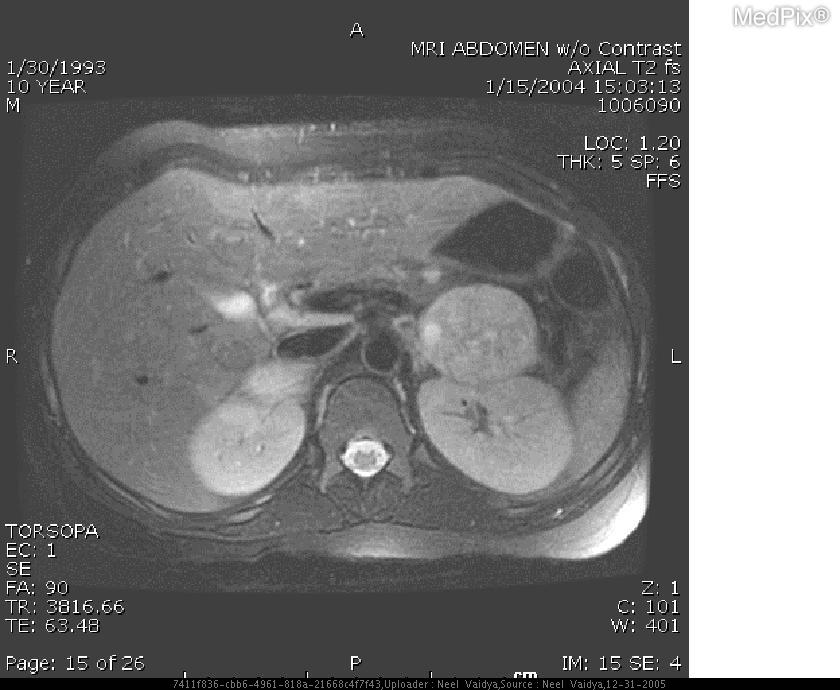 MedPix®
A
MRI ABDOMEN w/o Contrast
1/30/1993
AXIAL T2 fs
10 YEAR
1/15/2004 15:03:13
M
1006090
LOC: 1.20
THK: 5 SP: 6
FFS
R
L
TORSOPA
EC: 1
SE
FA: 90
Z: 1
TR: 3816.66
C: 101
TE: 63.48
W: 401
Page: 15 of 26
P
IM: 15 SE: 4
cm
7411f836-cbb6-4961-818a-21668c4f7f43,Uploader : Neel Vaidya,Source : Neel Vaidya,12-31-2005